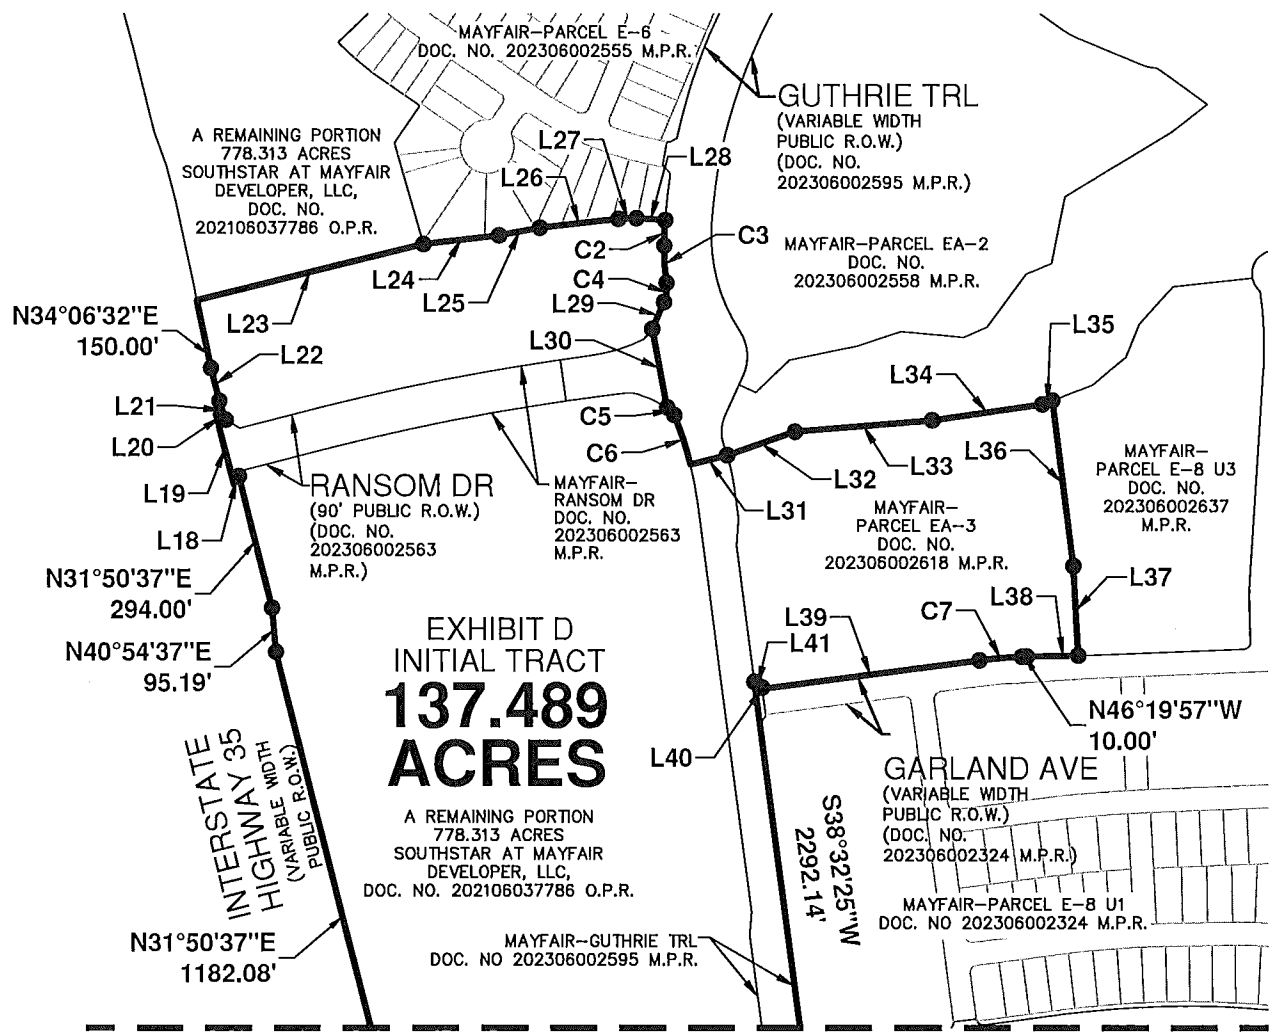 MAYFAIR-PARCEL E-6
DOC. NO. 202306002555 M.P.R.
GUTHRIE TRL
(VARIABLE WIDTH
PUBLIC R.O.W.)
(DOC. NO.
202306002595 M.P.R.)
A REMAINING PORTION
778.313 ACRES
SOUTHSTAR AT MAYFAIR
DEVELOPER, LLC,
DOC. NO.
202106037786 O.P.R.
L27
L28
L26
C2
C3
MAYFAIR-PARCEL EA-2
DOC. NO.
202306002558 M.P.R.
L24
C4
L25
L29
L23
N34°06'32"E
150.00'
L22
L30
L35
L34
L21
L20
C5
C6
L36
L19
L33
L32
L31
L18
MAYFAIR-
PARCEL E-8 U3
DOC. NO.
202306002637
M.P.R.
RANSOM DR
(90' PUBLIC R.O.W.)
(DOC. NO.
202306002563
M.P.R.)
MAYFAIR-
RANSOM DR
DOC. NO.
202306002563
M.P.R.
MAYFAIR-
PARCEL EA-3
DOC. NO.
202306002618 M.P.R.
N31°50'37"E
294.00'
L37
L38
C7
L39
L41
N40°54'37"E
95.19'
EXHIBIT D
INITIAL TRACT
137.489
ACRES
A REMAINING PORTION
778.313 ACRES
SOUTHSTAR AT MAYFAIR
DEVELOPER, LLC,
DOC. NO. 202106037786 O.P.R.
L40
N46°19'57"W
10.00'
GARLAND AVE
(VARIABLE WIDTH
PUBLIC R.O.W.)
(DOC. NO.
202306002324 M.P.R.)
INTERSTATE
HIGHWAY 35
(VARIABLE WIDTH
PUBLIC R.O.W.)
S38°32'25"W
2292.14'
MAYFAIR-PARCEL E-8 U1
DOC. NO 202306002324 M.P.R.
N31°50'37"E
1182.08'
MAYFAIR-GUTHRIE TRL
DOC. NO 202306002595 M.P.R.